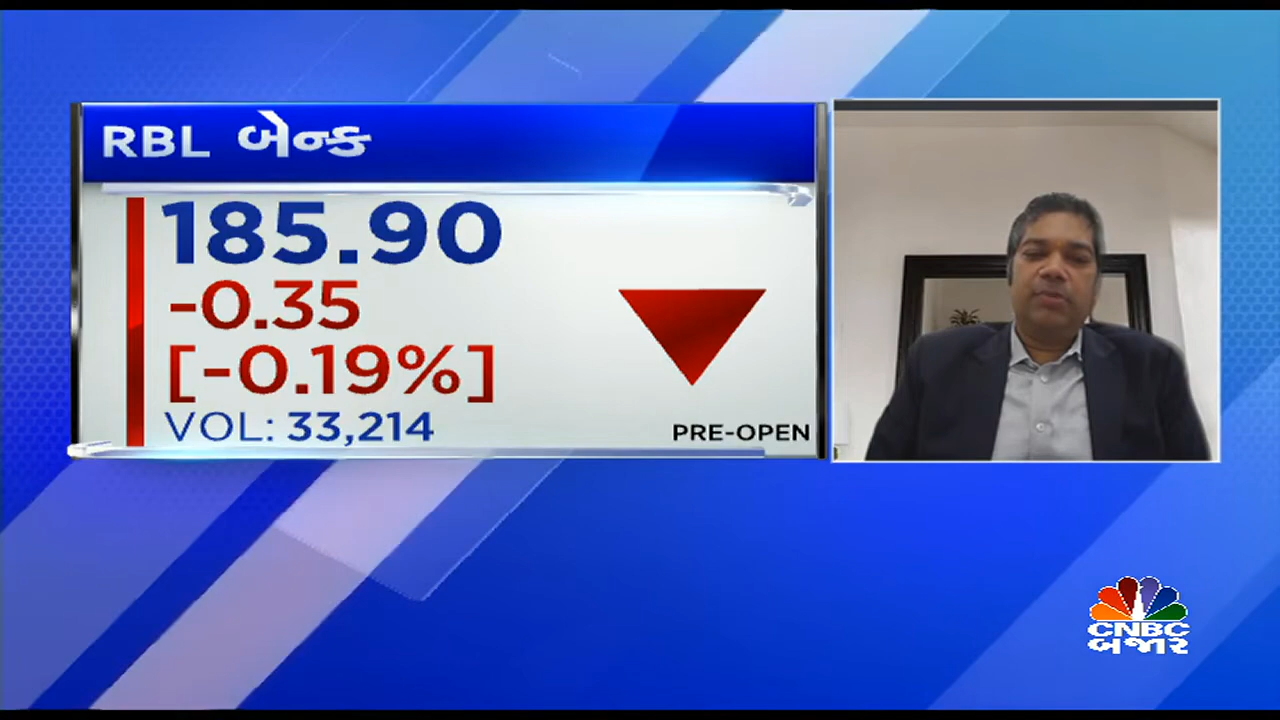 RBL બેન્ક
185.90
-0.35
[-0.19%]
VOL: 33,214
PRE-OPEN
CNBC
બજાર